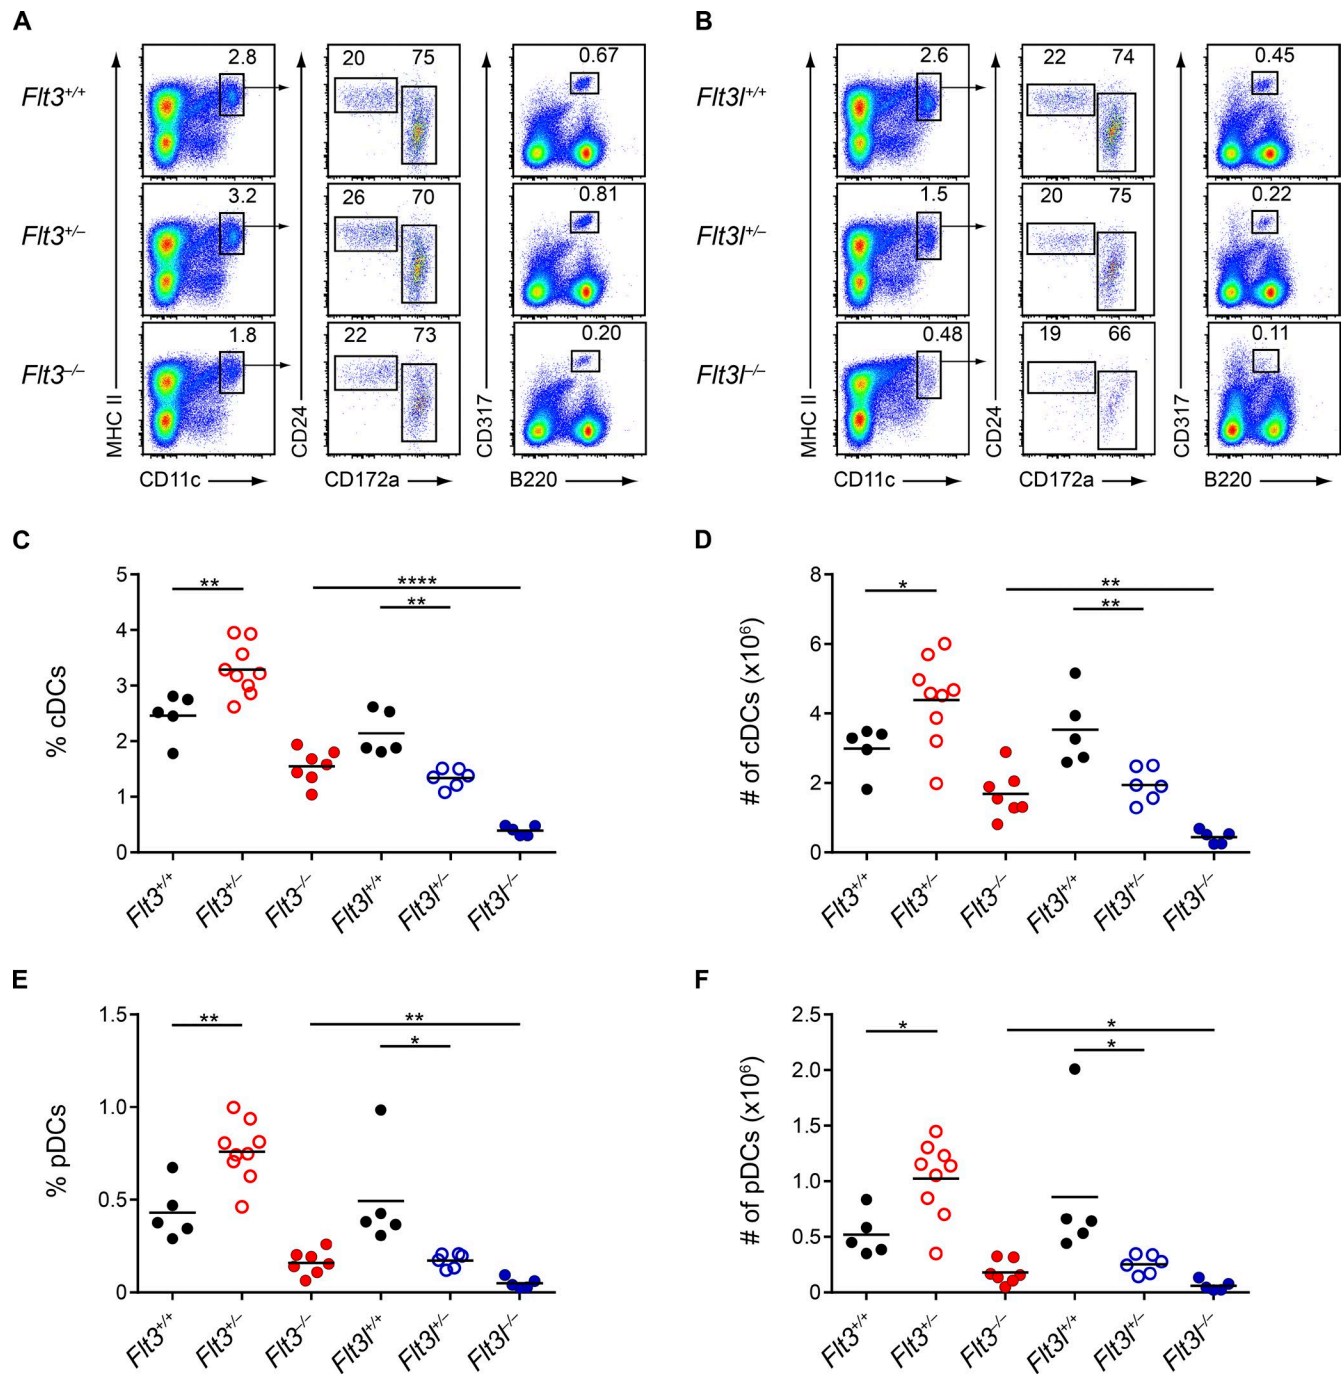 A
B
2.8
20 75
0.67
2.6
22 74
0.45
Flt3+/+
Flt3l+/+
3.2
26 70
0.81
1.5
20 75
0.22
Flt3+/–
Flt3l+/–
1.8
22 73
0.20
0.48
19 66
0.11
Flt3–/–
Flt3l–/–
MHC II
CD24
CD317
MHC II
CD24
CD317
CD11c
CD172a
B220
CD11c
CD172a
B220
C
% cDCs
5
4
3
2
1
0
**
****
**
Flt3+/+
Flt3+/–
Flt3–/–
Flt3l+/+
Flt3l+/–
Flt3l–/–
D
# of cDCs (x10⁶)
8
6
4
2
0
*
**
**
Flt3+/+
Flt3+/–
Flt3–/–
Flt3l+/+
Flt3l+/–
Flt3l–/–
E
% pDCs
1.5
1.0
0.5
0
**
**
*
Flt3+/+
Flt3+/–
Flt3–/–
Flt3l+/+
Flt3l+/–
Flt3l–/–
F
# of pDCs (x10⁶)
2.5
2.0
1.5
1.0
0.5
0
*
*
*
Flt3+/+
Flt3+/–
Flt3–/–
Flt3l+/+
Flt3l+/–
Flt3l–/–